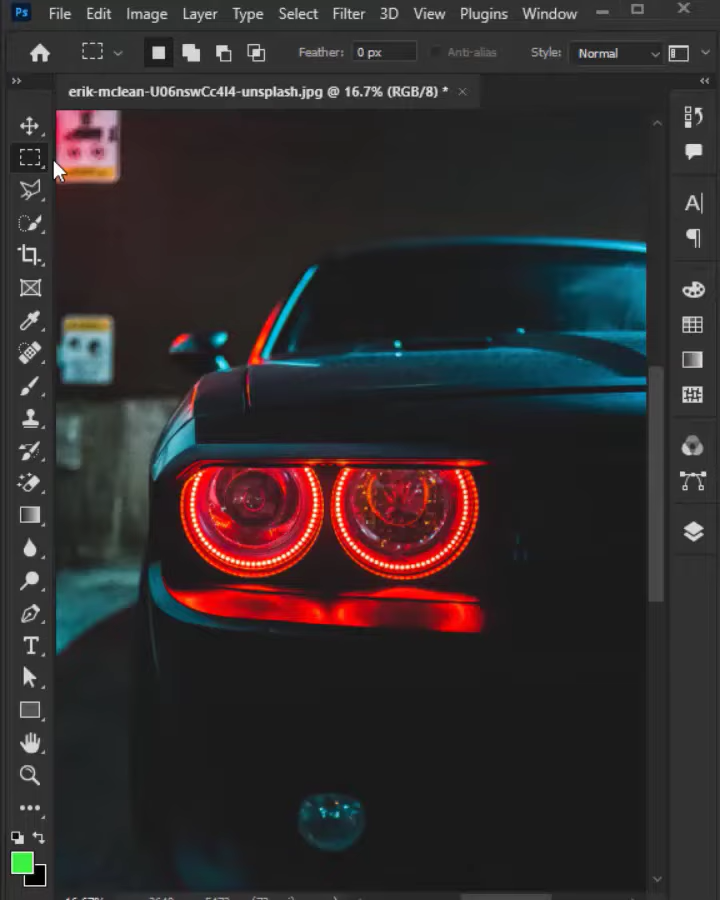 Ps File Edit Image Layer Type Select Filter 3D View Plugins Window
Feather: 0 px Anti-alias Style: Normal
erik-mclean-U06nswCc4I4-unsplash.jpg @ 16.7% (RGB/8) *